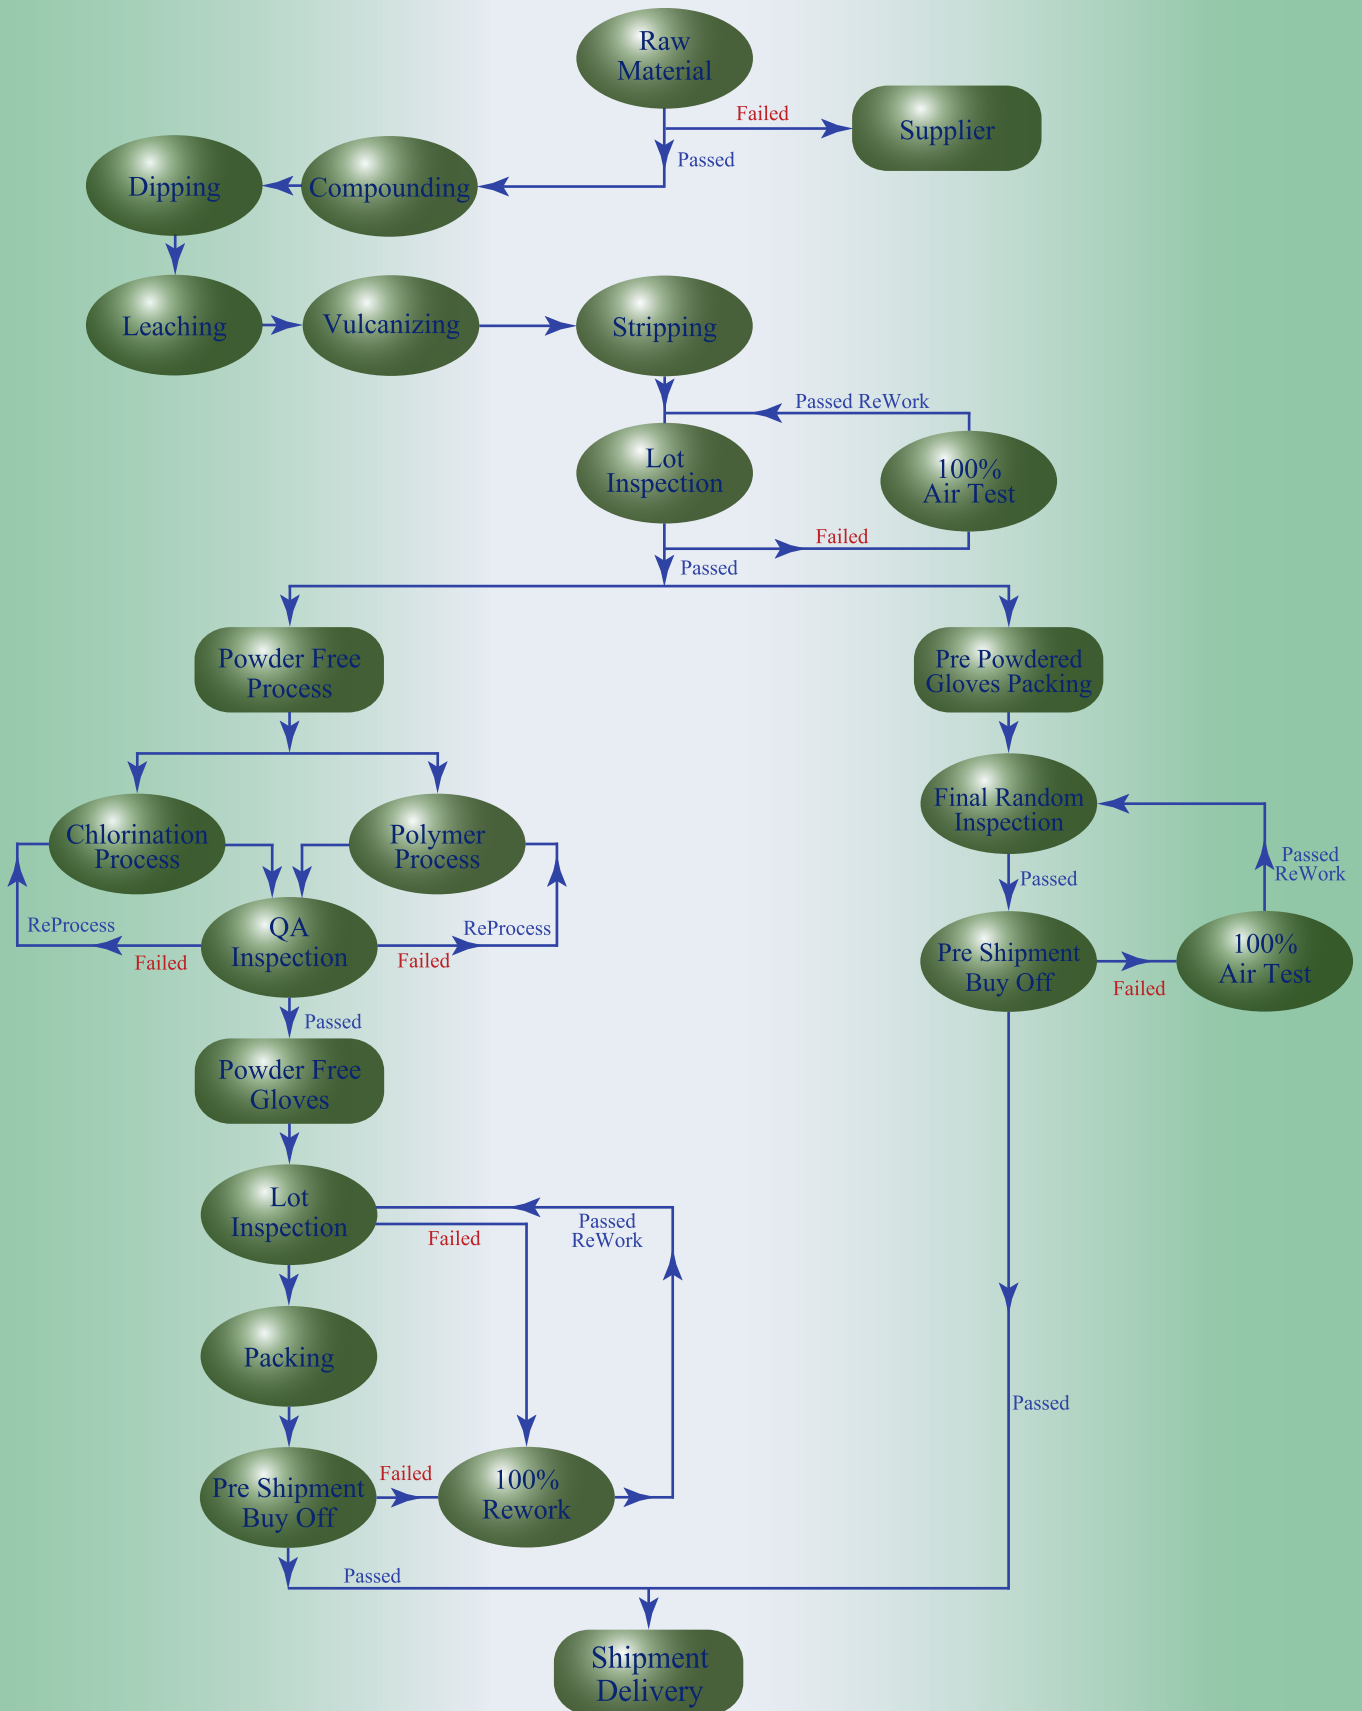 Raw
Material
Failed
Supplier
Passed
Dipping
Compounding
Leaching
Vulcanizing
Stripping
Passed ReWork
Lot
Inspection
100%
Air Test
Failed
Passed
Powder Free
Process
Pre Powdered
Gloves Packing
Chlorination
Process
Polymer
Process
Final Random
Inspection
Passed
ReWork
Passed
ReProcess
Failed
QA
Inspection
ReProcess
Failed
Pre Shipment
Buy Off
Failed
100%
Air Test
Passed
Powder Free
Gloves
Lot
Inspection
Failed
Passed
ReWork
Packing
Passed
Pre Shipment
Buy Off
Failed
100%
Rework
Passed
Shipment
Delivery